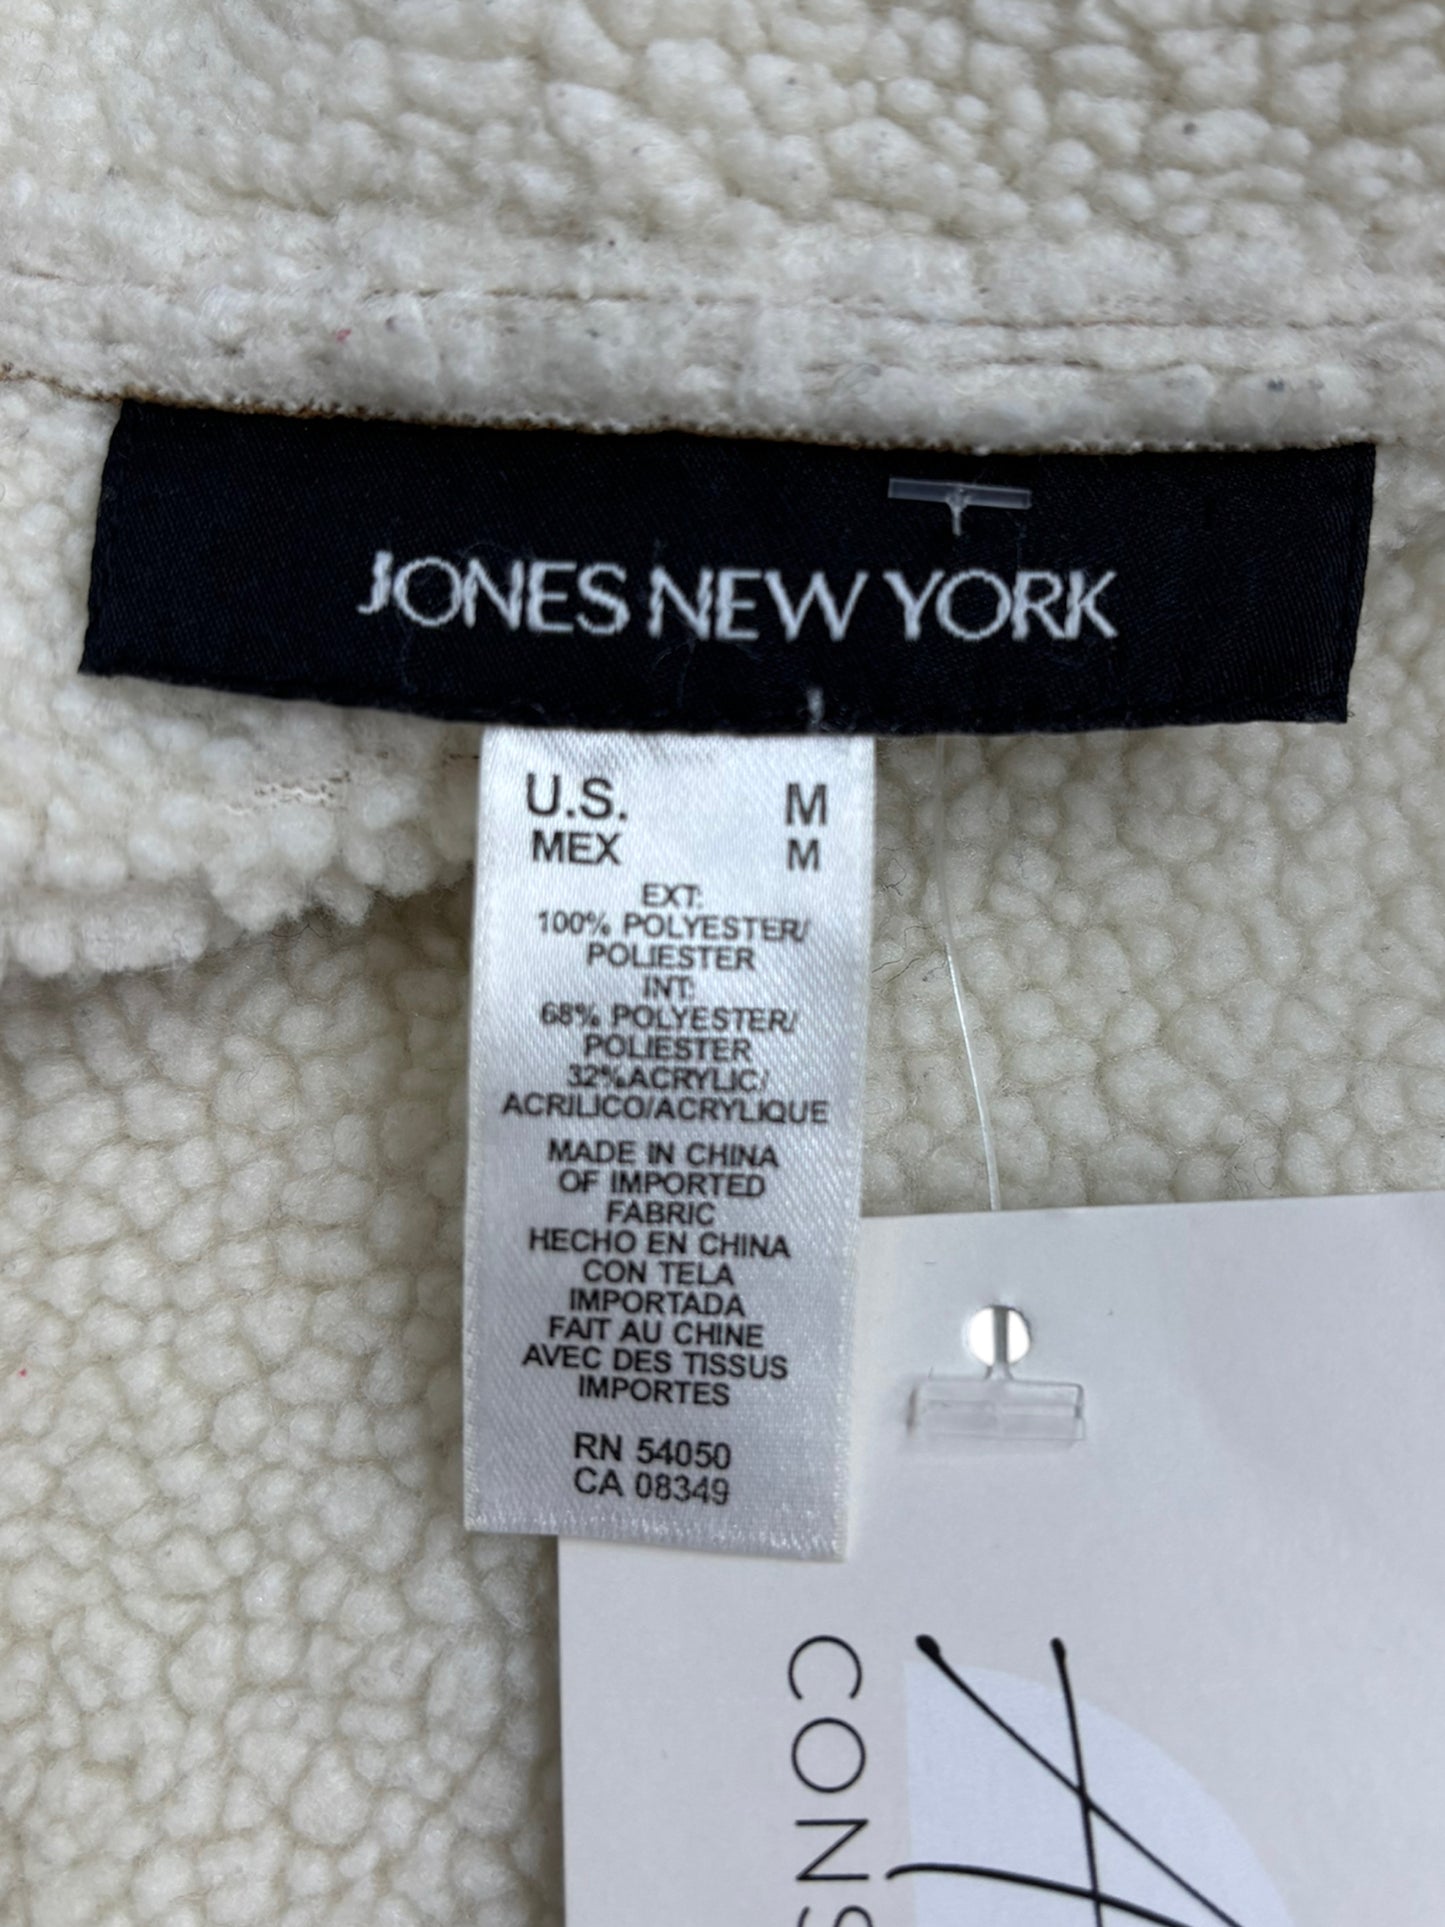 JONES NEW YORK
U.S. M
MEX M
EXT:
100% POLYESTER/
POLIESTER
INT:
68% POLYESTER/
POLIESTER
32%ACRYLIC/
ACRILICO/ACRYLIQUE
MADE IN CHINA
OF IMPORTED
FABRIC
HECHO EN CHINA
CON TELA
IMPORTADA
FAIT AU CHINE
AVEC DES TISSUS
IMPORTES
RN 54050
CA 08349
CONS